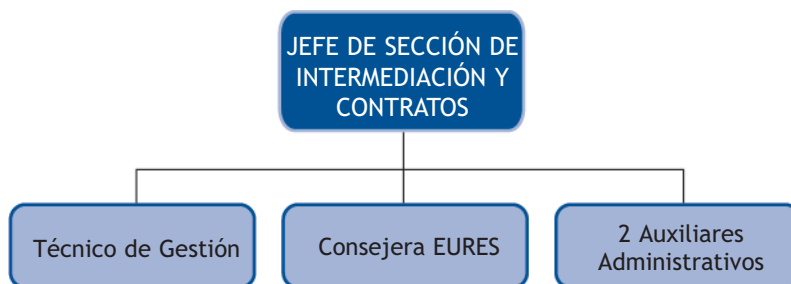 JEFE DE SECCIÓN DE
INTERMEDIACIÓN Y
CONTRATOS
Técnico de Gestión
Consejera EURES
2 Auxiliares
Administrativos